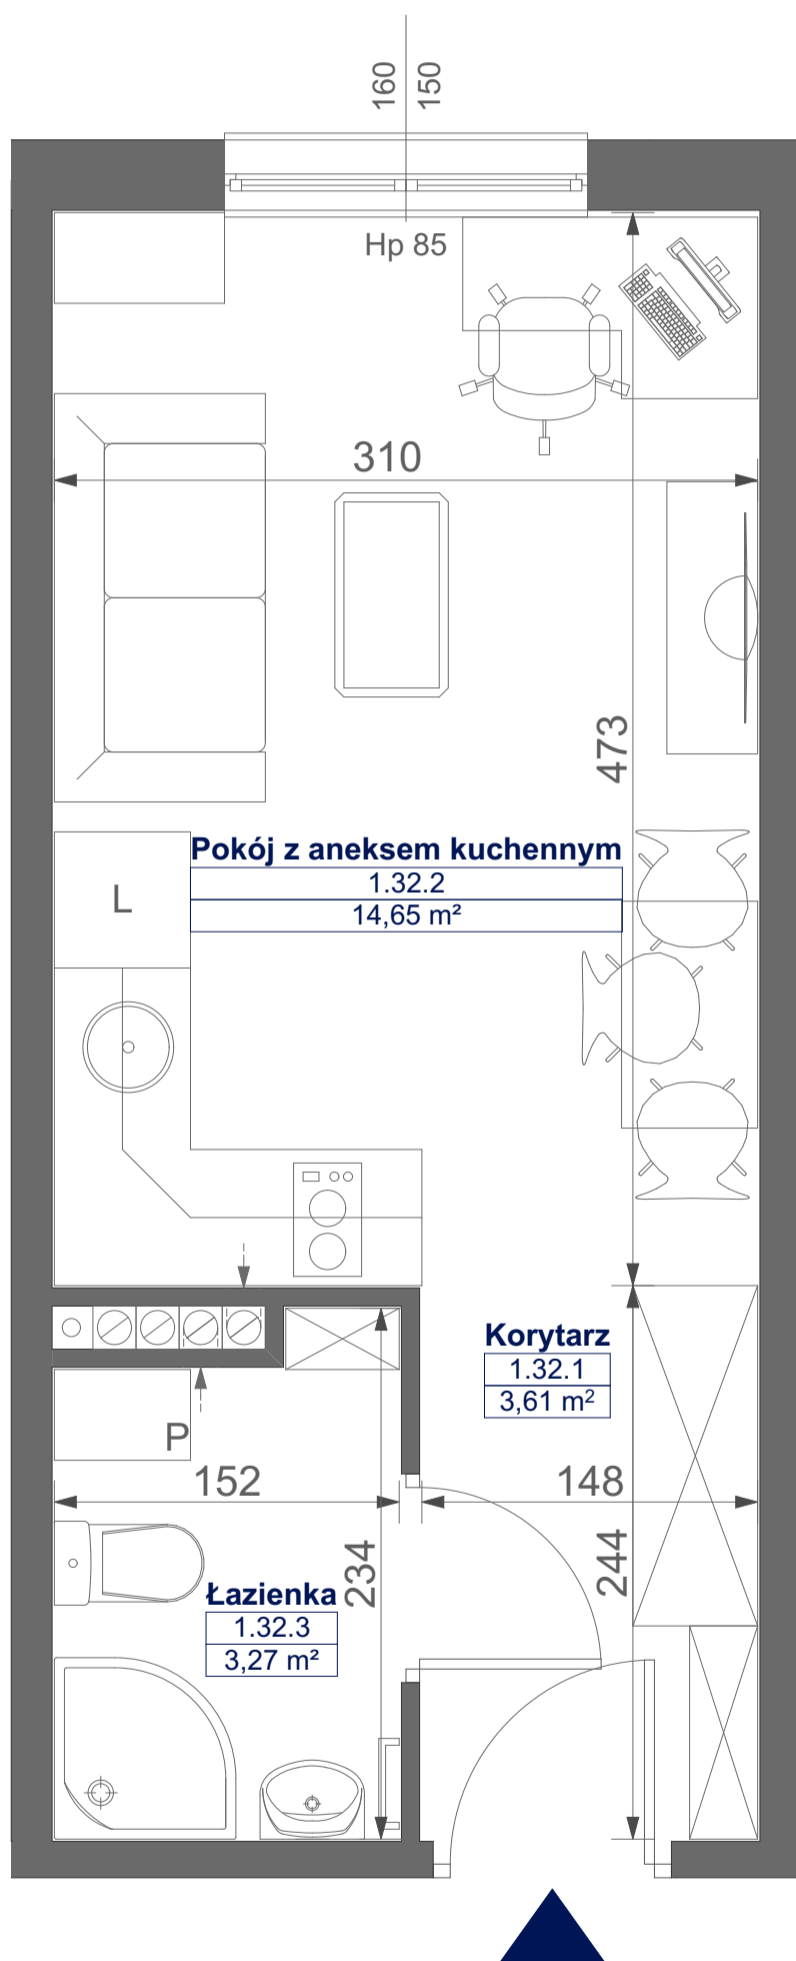 160
150
Hp 85
310
473
Pokój z aneksem kuchennym
1.32.2
14,65 m²
L
Korytarz
1.32.1
3,61 m²
P
152
148
234
244
Łazienka
1.32.3
3,27 m²